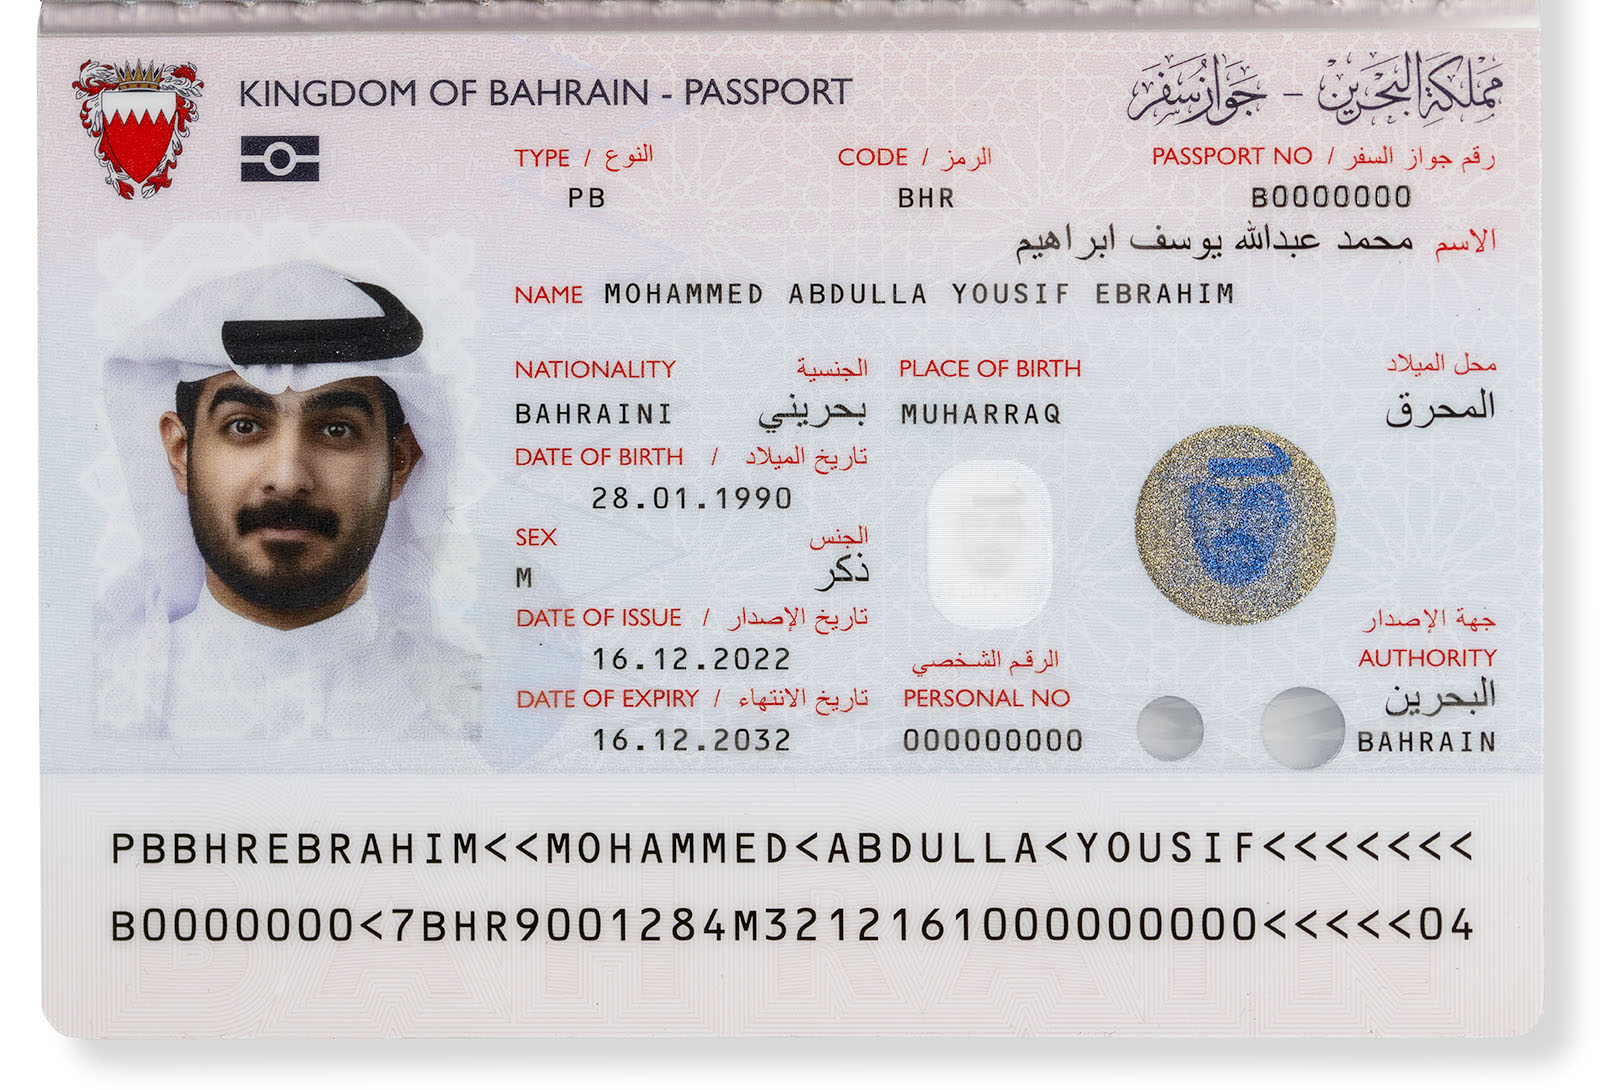 KINGDOM OF BAHRAIN - PASSPORT
مملكة البحرين - جواز سفر
TYPE / النوع
CODE / الرمز
PASSPORT NO / رقم جواز السفر
PB
BHR
B0000000
الاسم محمد عبدالله يوسف ابراهيم
NAME MOHAMMED ABDULLA YOUSIF EBRAHIM
NATIONALITY الجنسية
PLACE OF BIRTH محل الميلاد
BAHRAINI بحريني
MUHARRAQ المحرق
DATE OF BIRTH / تاريخ الميلاد
28.01.1990
SEX الجنس
M ذكر
DATE OF ISSUE / تاريخ الإصدار
جهة الإصدار
16.12.2022
الرقم الشخصي
AUTHORITY
DATE OF EXPIRY / تاريخ الانتهاء
PERSONAL NO
البحرين
16.12.2032
000000000
BAHRAIN
PBBHREBRAHIM<<MOHAMMED<ABDULLA<YOUSIF<<<<<<<
B0000000<7BHR9001284M3212161000000000<<<<<04
BAHRAIN